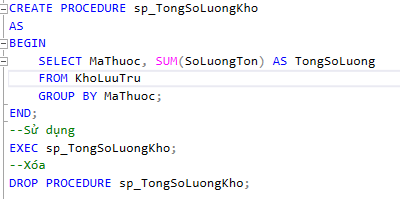 CREATE PROCEDURE sp_TongSoLuongKho
AS
BEGIN
    SELECT MaThuoc, SUM(SoLuongTon) AS TongSoLuong
    FROM KhoLuuTru
    GROUP BY MaThuoc;
END;
--Sử dụng
EXEC sp_TongSoLuongKho;
--Xóa
DROP PROCEDURE sp_TongSoLuongKho;